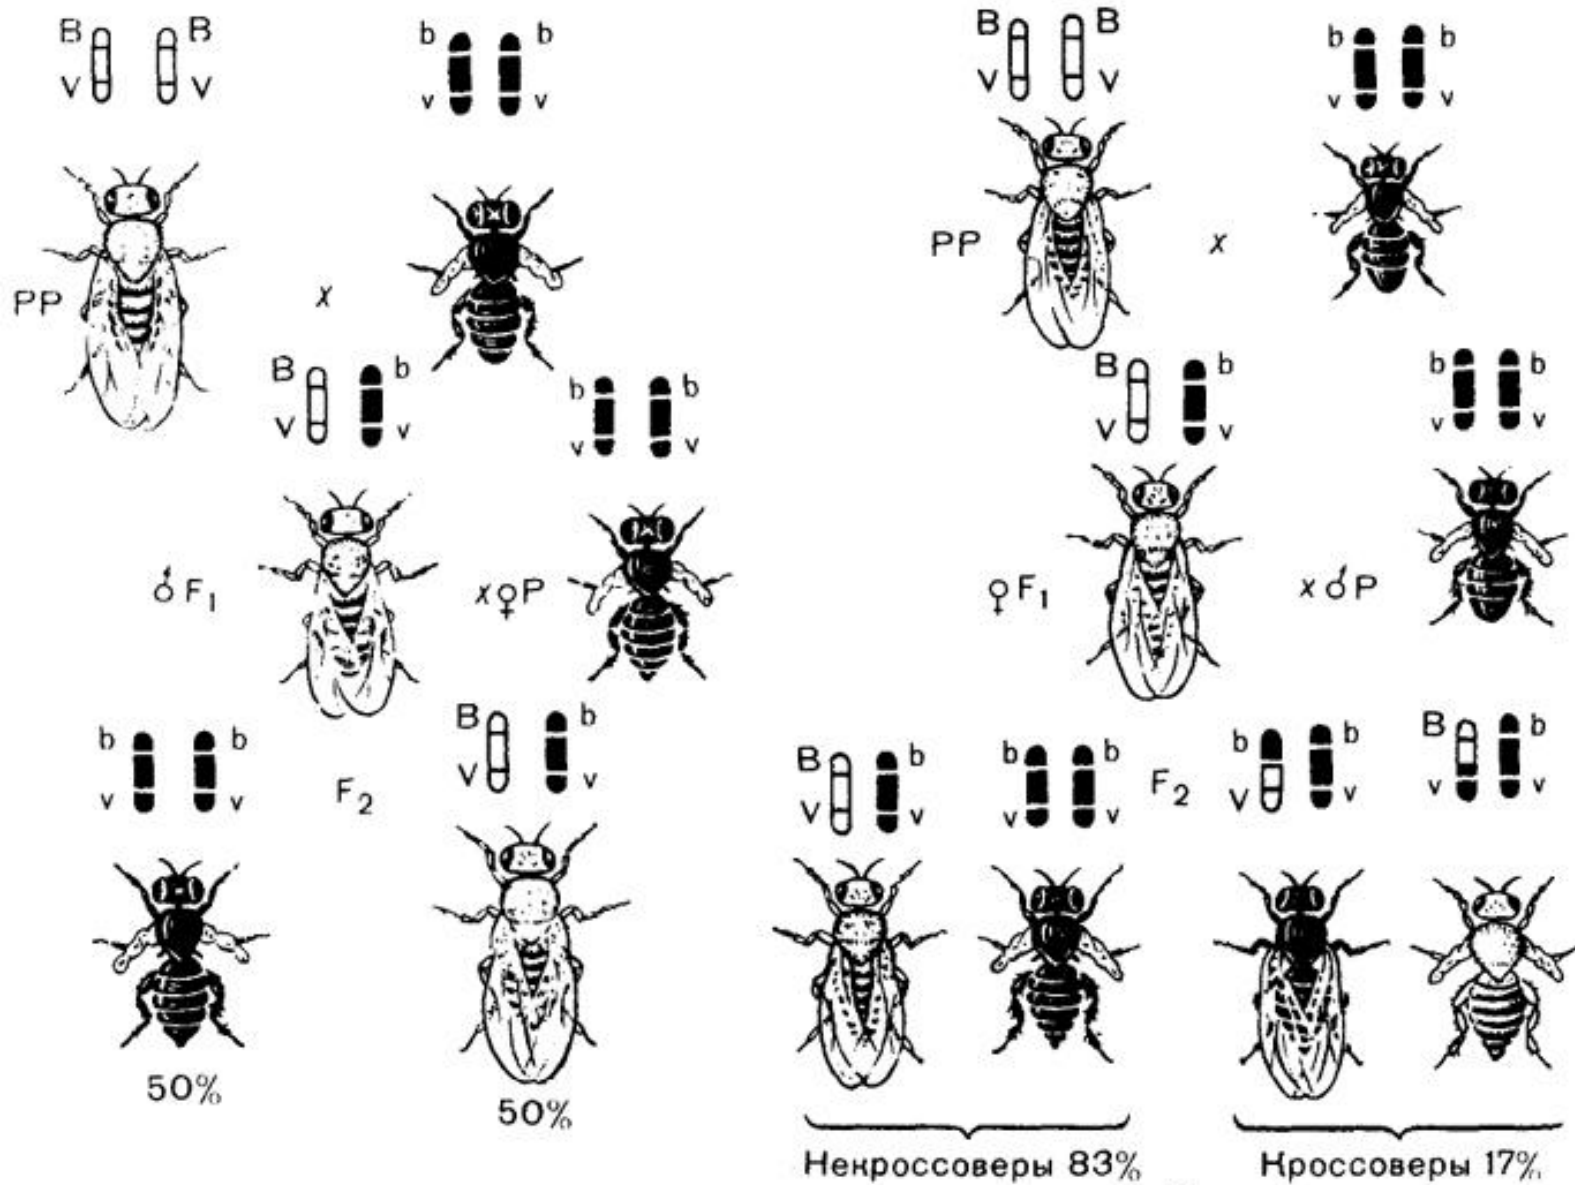 B B b b
V V v v
PP x
B b b b
V v v v
♂ F₁ x ♀ P
b b B b
v v V v
F₂
50% 50%
B B b b
V V v v
PP x
B b b b
V v v v
♀ F₁ x ♂ P
B b b b b b B b
V v v v V v v v
F₂
Некроссоверы 83% Кроссоверы 17%